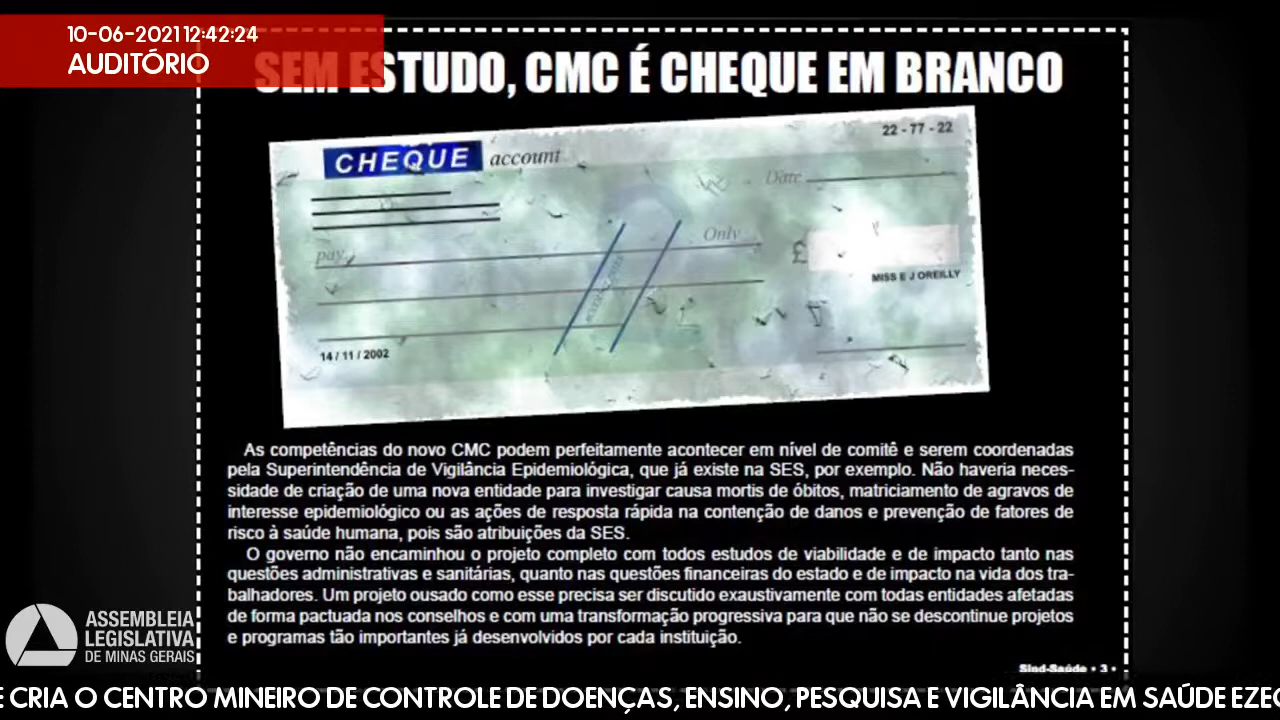 10-06-2021 12:42:24
AUDITÓRIO
SEM ESTUDO, CMC É CHEQUE EM BRANCO
22 - 77 - 22
CHEQUE account
Date
Only
pay
£
MISS E J OREILLY
14 / 11 / 2002
As competências do novo CMC podem perfeitamente acontecer em nível de comitê e serem coordenadas
pela Superintendência de Vigilância Epidemiológica, que já existe na SES, por exemplo. Não haveria neces-
sidade de criação de uma nova entidade para investigar causa mortis de óbitos, matriciamento de agravos de
interesse epidemiológico ou as ações de resposta rápida na contenção de danos e prevenção de fatores de
risco à saúde humana, pois são atribuições da SES.
O governo não encaminhou o projeto completo com todos estudos de viabilidade e de impacto tanto nas
questões administrativas e sanitárias, quanto nas questões financeiras do estado e de impacto na vida dos tra-
balhadores. Um projeto ousado como esse precisa ser discutido exaustivamente com todas entidades afetadas
de forma pactuada nos conselhos e com uma transformação progressiva para que não se descontinue projetos
e programas tão importantes já desenvolvidos por cada instituição.
ASSEMBLEIA
LEGISLATIVA
DE MINAS GERAIS
Sind-Saúde • 3 •
E CRIA O CENTRO MINEIRO DE CONTROLE DE DOENÇAS, ENSINO, PESQUISA E VIGILÂNCIA EM SAÚDE EZEQ